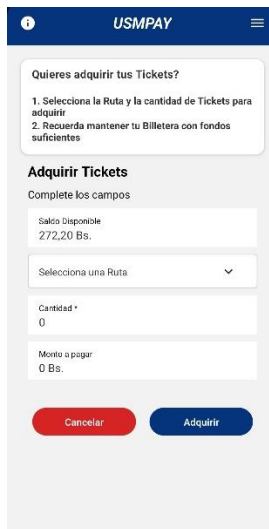 USMPAY
Quieres adquirir tus Tickets?
1. Selecciona la Ruta y la cantidad de Tickets para
adquirir
2. Recuerda mantener tu Billetera con fondos
suficientes
Adquirir Tickets
Complete los campos
Saldo Disponible
272,20 Bs.
Selecciona una Ruta
Cantidad *
0
Monto a pagar
0 Bs.
Cancelar
Adquirir